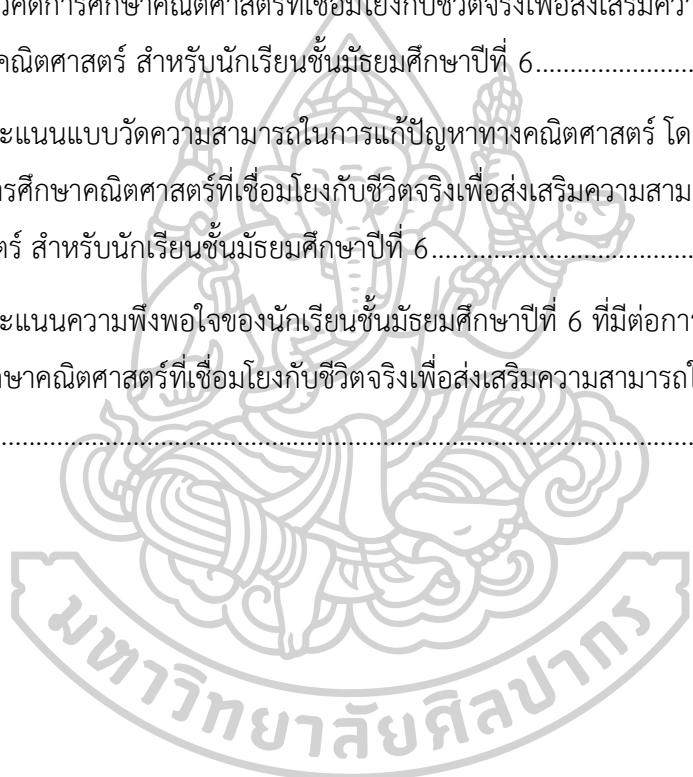 วคิดการศึกษาคณิตศาสตร์ที่เชื่อมโยงกับชีวิตจริงเพื่อส่งเสริมควา
คณิตศาสตร์ สำหรับนักเรียนชั้นมัธยมศึกษาปีที่ 6........................
ะแนนแบบวัดความสามารถในการแก้ปัญหาทางคณิตศาสตร์ โด
ารศึกษาคณิตศาสตร์ที่เชื่อมโยงกับชีวิตจริงเพื่อส่งเสริมความสาม
ตร์ สำหรับนักเรียนชั้นมัธยมศึกษาปีที่ 6........................................
ะแนนความพึงพอใจของนักเรียนชั้นมัธยมศึกษาปีที่ 6 ที่มีต่อการ
กษาคณิตศาสตร์ที่เชื่อมโยงกับชีวิตจริงเพื่อส่งเสริมความสามารถใ
....................................................................................................
มหาวิทยาลัยศิลปากร